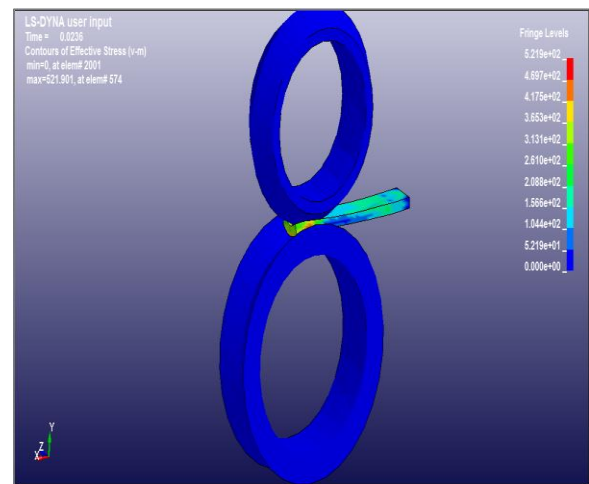 LS-DYNA user input
Time = 0.0236
Contours of Effective Stress (v-m)
min=0, at elem# 2001
max=521.901, at elem# 574
Fringe Levels
5.219e+02
4.697e+02
4.175e+02
3.653e+02
3.131e+02
2.610e+02
2.088e+02
1.566e+02
1.044e+02
5.219e+01
0.000e+00
Y
Z
X